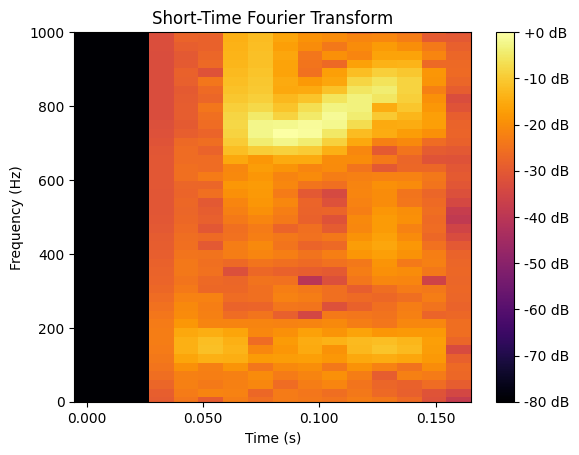 Short-Time Fourier Transform
1000
800
600
400
200
0
Frequency (Hz)
0.000
0.050
0.100
0.150
Time (s)
+0 dB
-10 dB
-20 dB
-30 dB
-40 dB
-50 dB
-60 dB
-70 dB
-80 dB